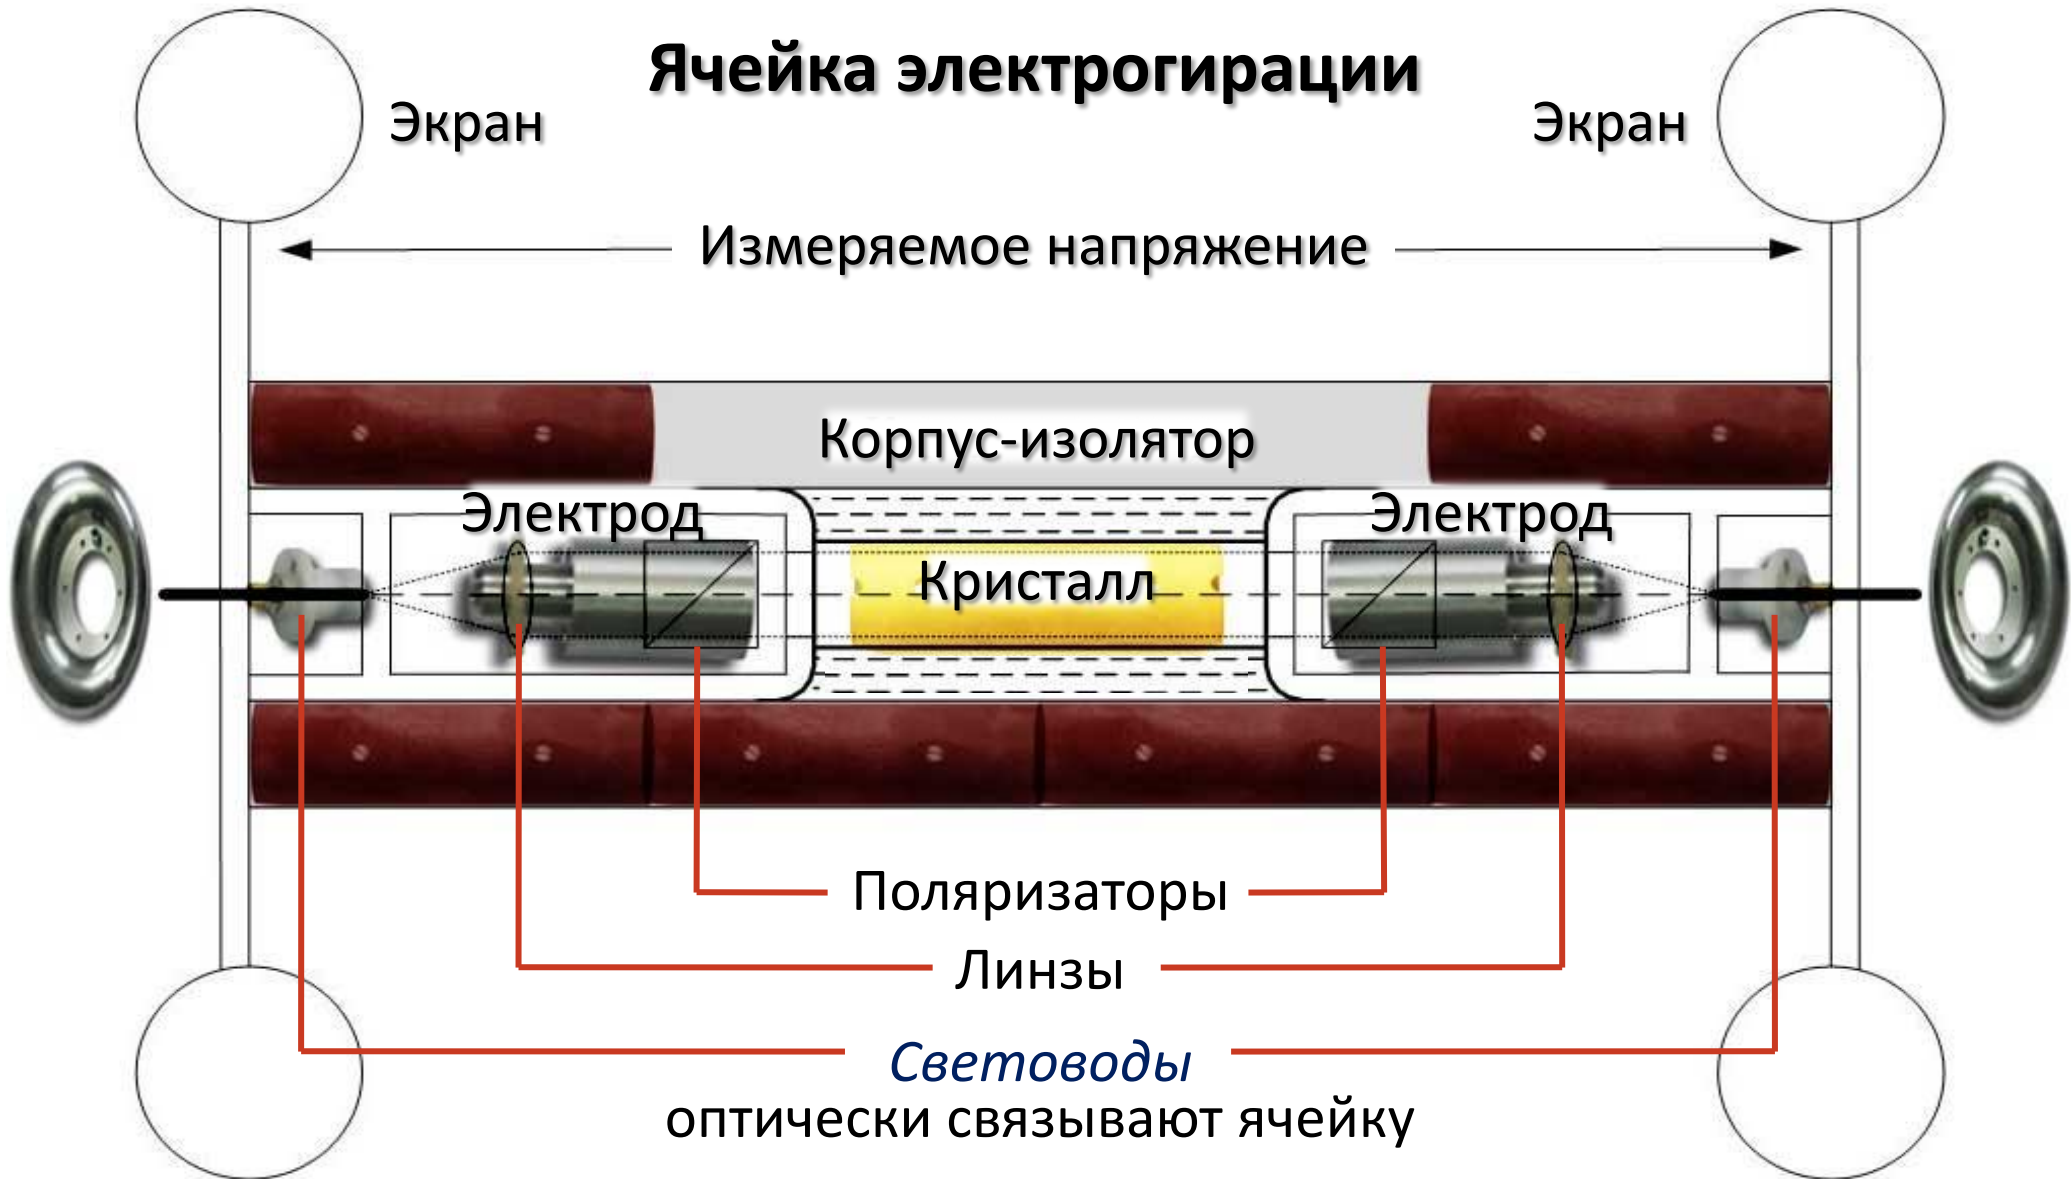 Ячейка электрогирации
Экран
Экран
Измеряемое напряжение
Корпус-изолятор
Электрод
Электрод
Кристалл
Поляризаторы
Линзы
Световоды
оптически связывают ячейку